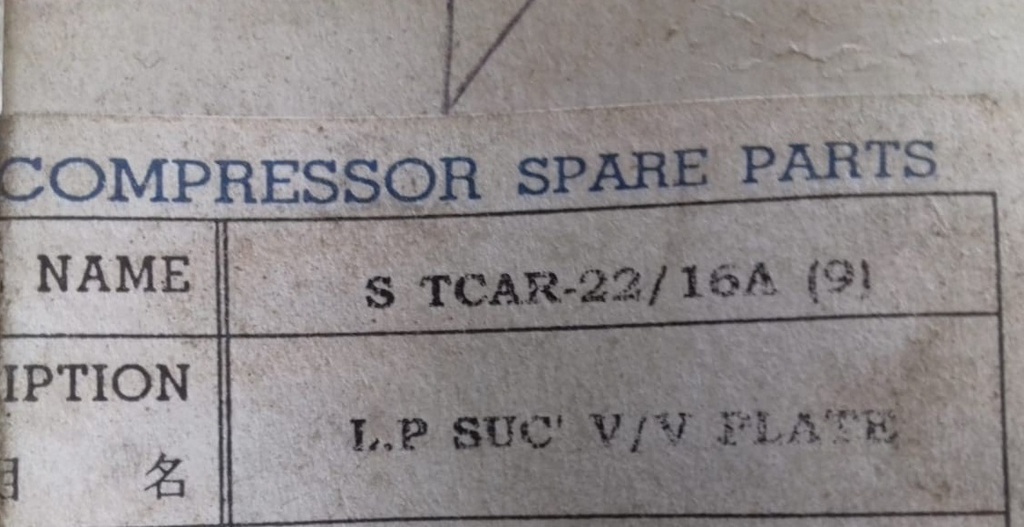 COMPRESSOR SPARE PARTS
NAME S TCAR-22/16A (9)
IPTION L.P SUC' V/V PLATE
名